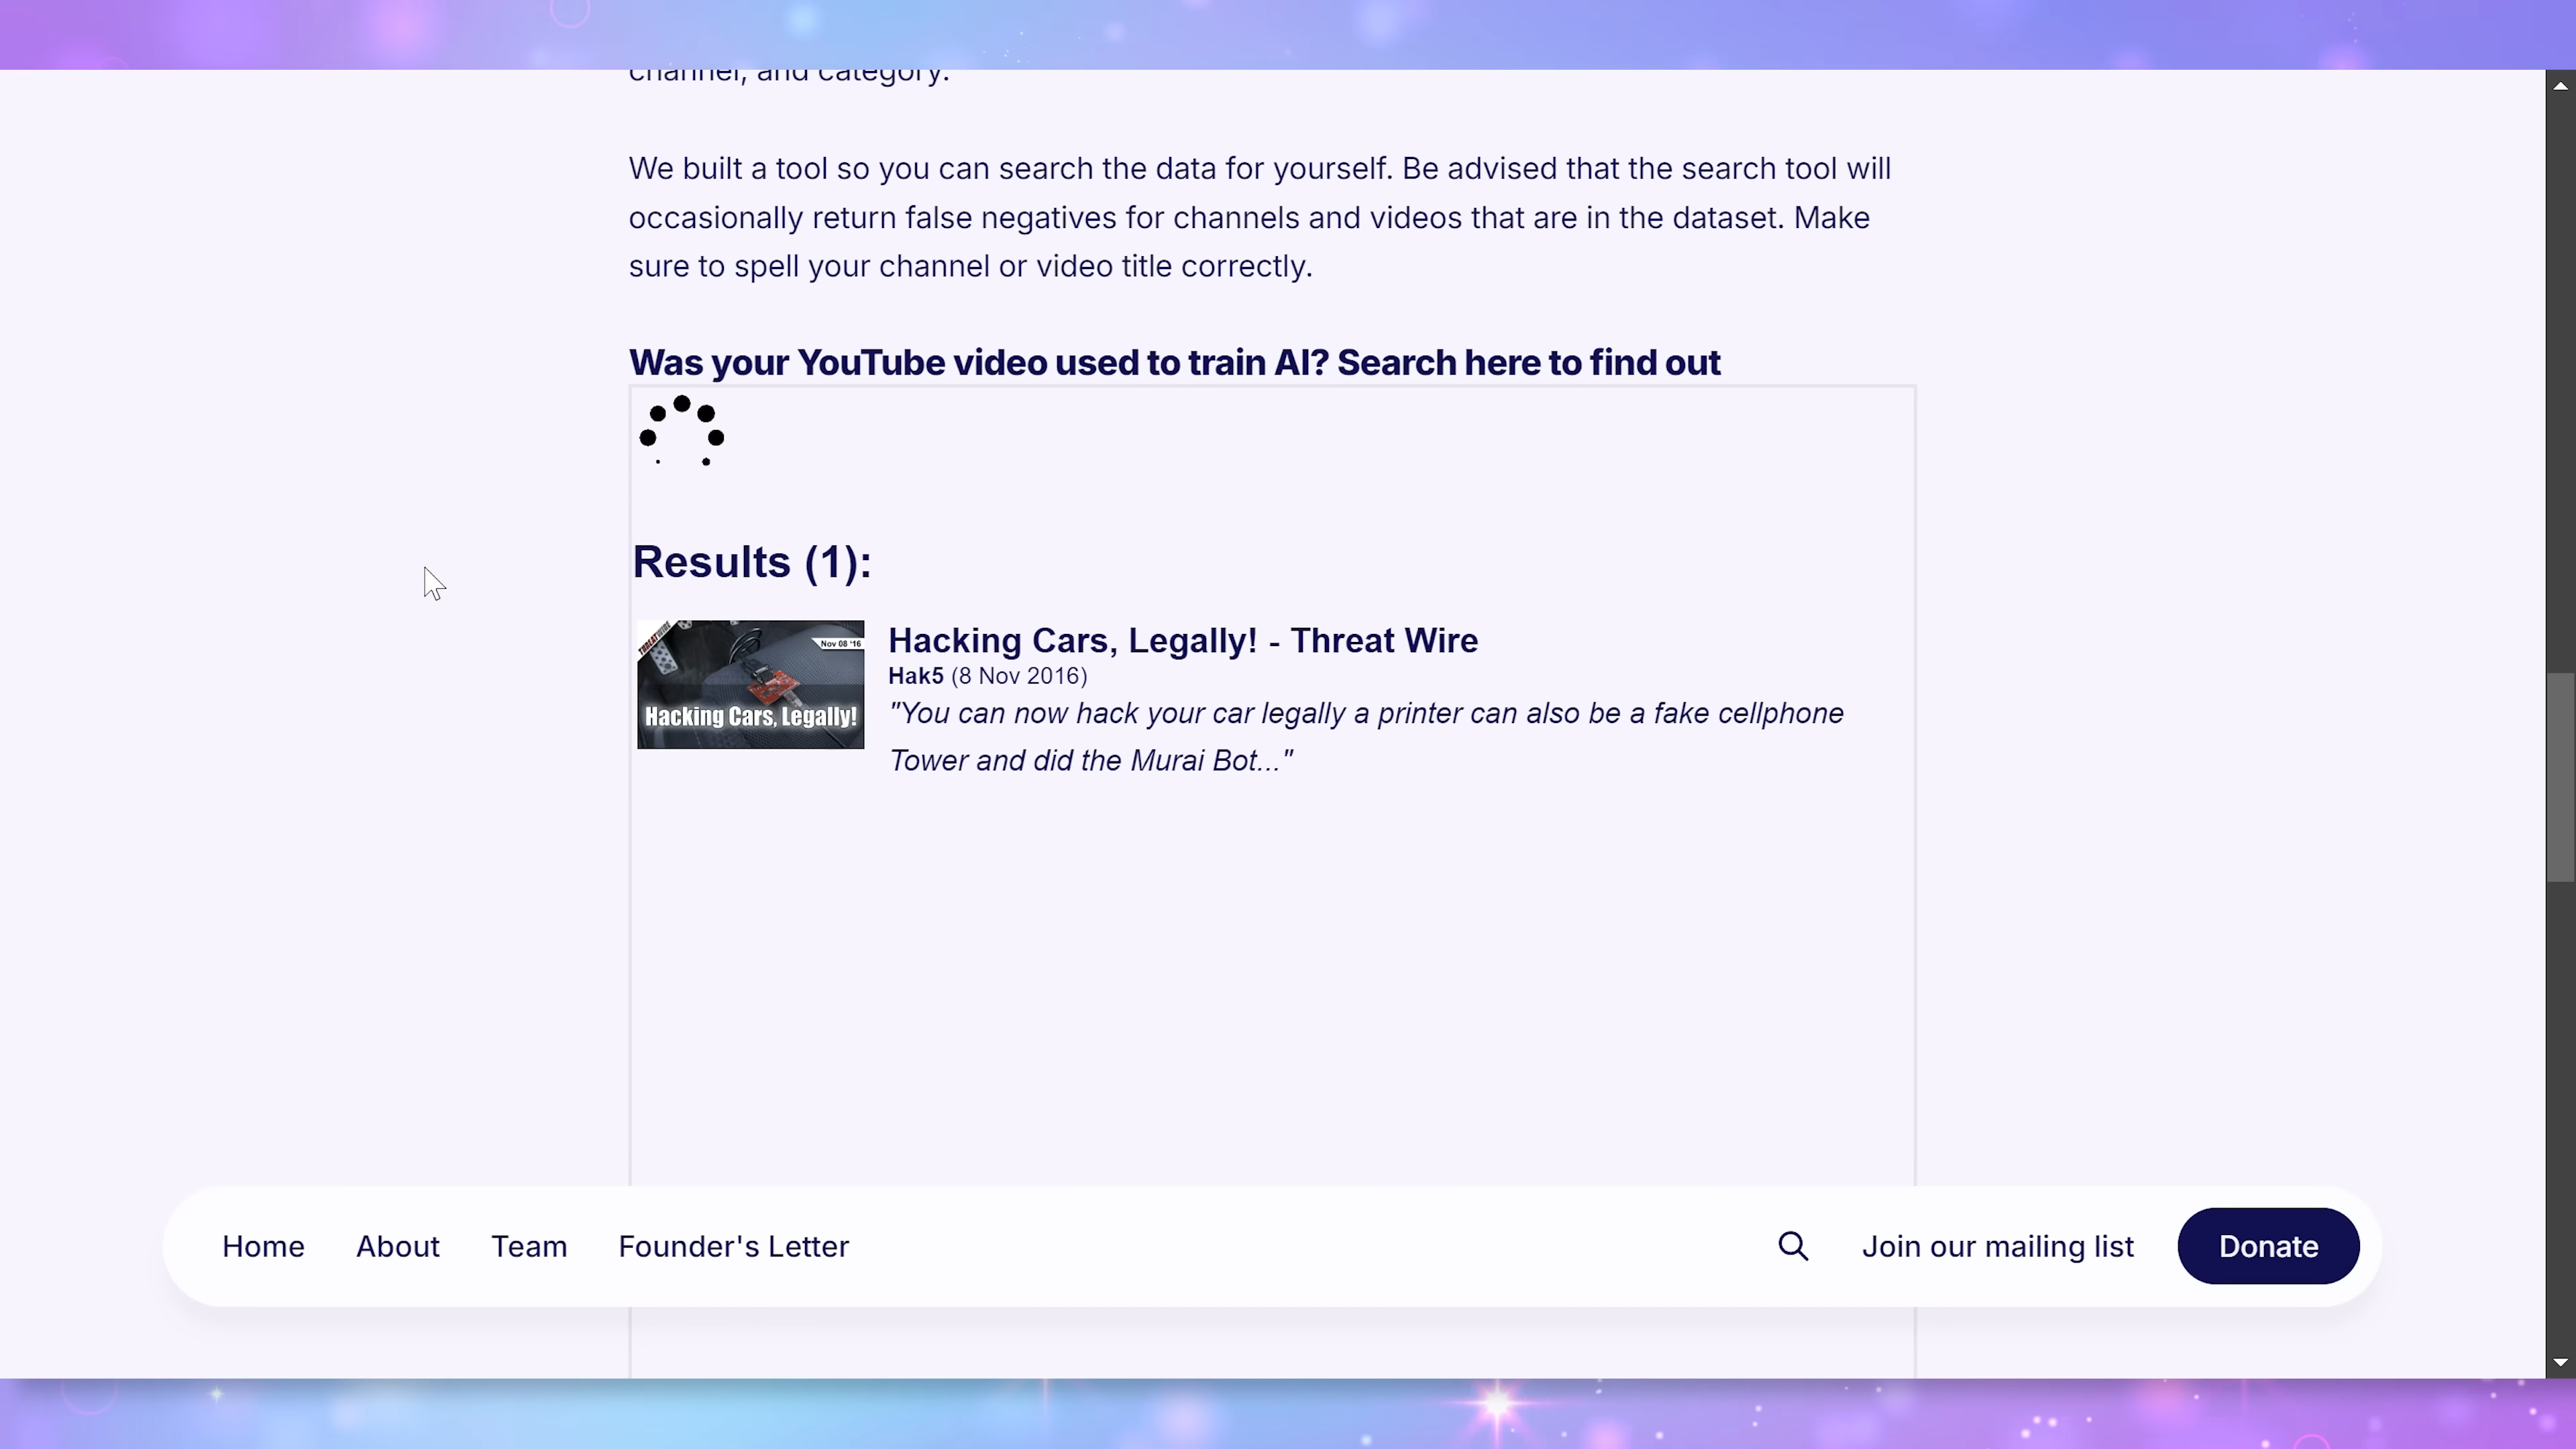 channel, and category.
We built a tool so you can search the data for yourself. Be advised that the search tool will
occasionally return false negatives for channels and videos that are in the dataset. Make
sure to spell your channel or video title correctly.
Was your YouTube video used to train AI? Search here to find out
Results (1):
THREATWIRE
Nov 08 '16
Hacking Cars, Legally!
Hacking Cars, Legally! - Threat Wire
Hak5 (8 Nov 2016)
"You can now hack your car legally a printer can also be a fake cellphone
Tower and did the Murai Bot..."
Home About Team Founder's Letter Join our mailing list Donate